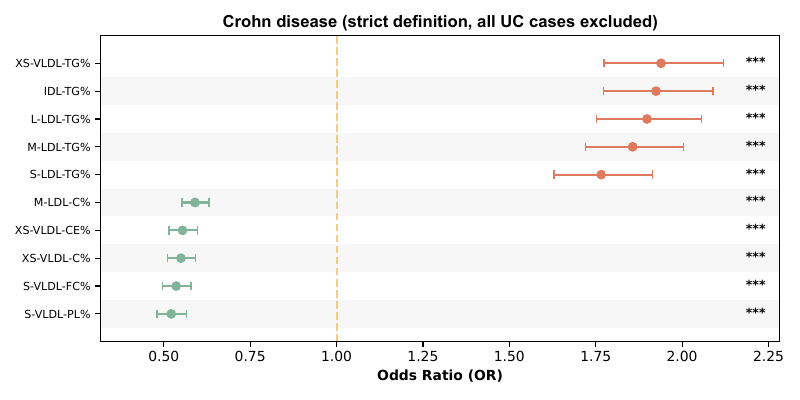 Crohn disease (strict definition, all UC cases excluded)
XS-VLDL-TG% ***
IDL-TG% ***
L-LDL-TG% ***
M-LDL-TG% ***
S-LDL-TG% ***
M-LDL-C% ***
XS-VLDL-CE% ***
XS-VLDL-C% ***
S-VLDL-FC% ***
S-VLDL-PL% ***
0.50 0.75 1.00 1.25 1.50 1.75 2.00 2.25
Odds Ratio (OR)